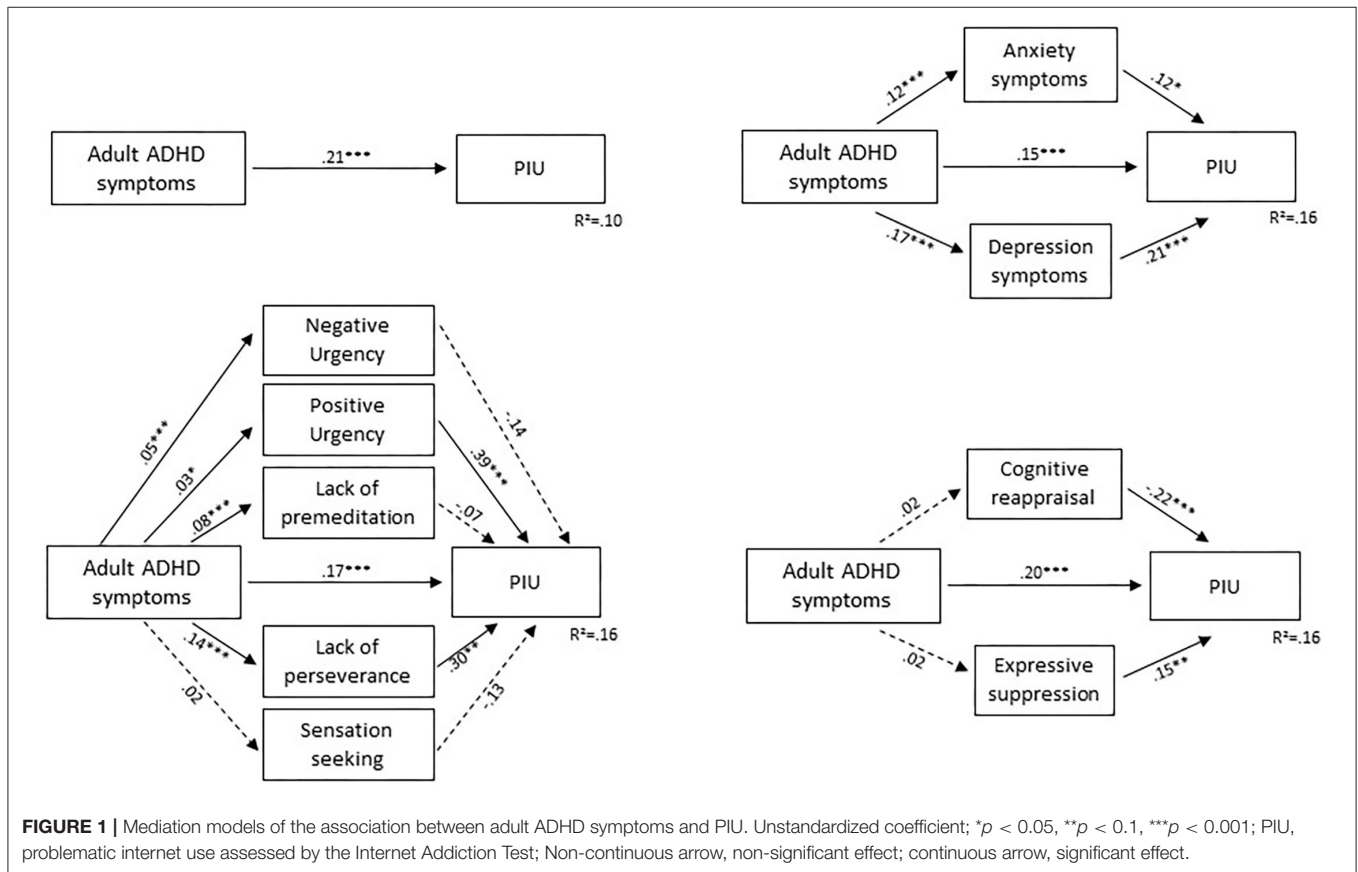 Adult ADHD
symptoms
.21***
PIU
R²=.10
Anxiety
symptoms
.12***
.12*
Adult ADHD
symptoms
.15***
PIU
R²=.16
.17***
Depression
symptoms
.21***
Negative
Urgency
.05***
-.14
Positive
Urgency
.03*
.39***
Lack of
premeditation
.08***
-.07
Adult ADHD
symptoms
.17***
PIU
R²=.16
.14***
Lack of
perseverance
.30**
.02
Sensation
seeking
-.13
Cognitive
reappraisal
.02
-.22***
Adult ADHD
symptoms
.20***
PIU
R²=.16
.02
Expressive
suppression
.15**
FIGURE 1 | Mediation models of the association between adult ADHD symptoms and PIU. Unstandardized coefficient; *p < 0.05, **p < 0.1, ***p < 0.001; PIU,
problematic internet use assessed by the Internet Addiction Test; Non-continuous arrow, non-significant effect; continuous arrow, significant effect.